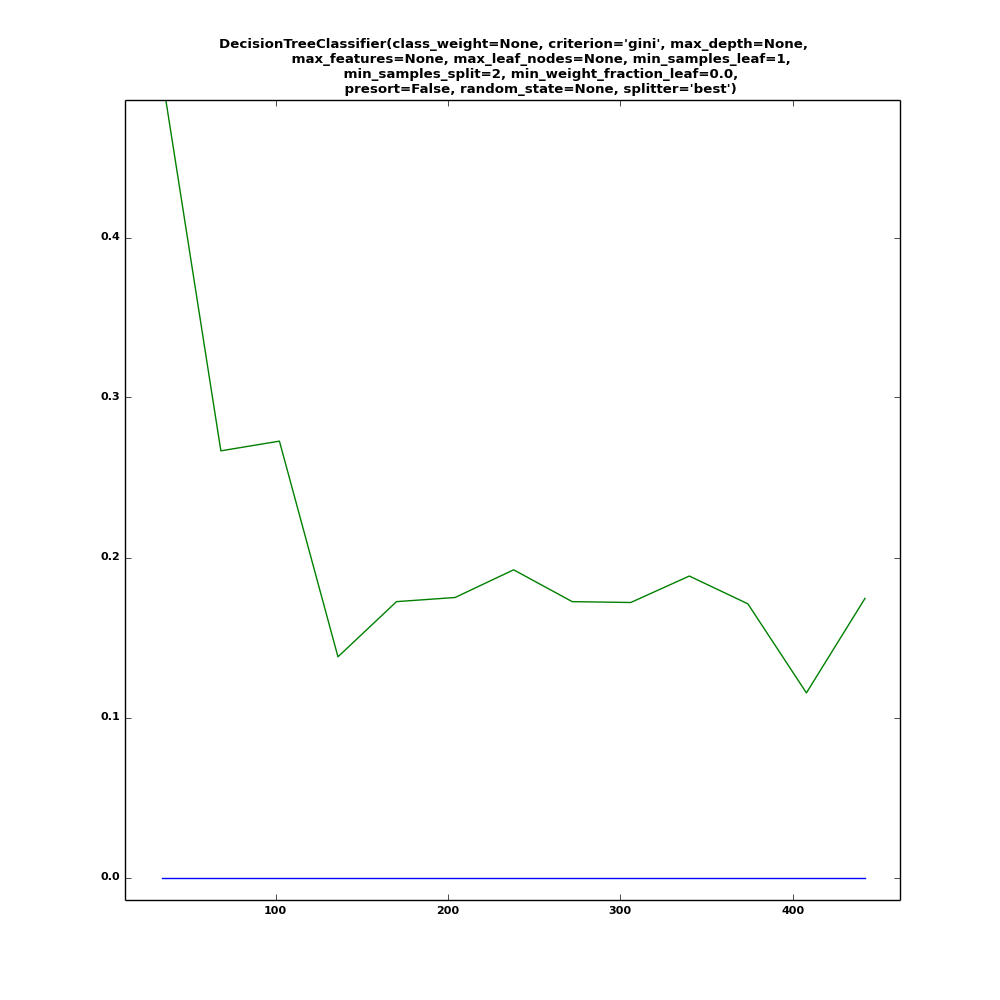 DecisionTreeClassifier(class_weight=None, criterion='gini', max_depth=None,
max_features=None, max_leaf_nodes=None, min_samples_leaf=1,
min_samples_split=2, min_weight_fraction_leaf=0.0,
presort=False, random_state=None, splitter='best')
0.4
0.3
0.2
0.1
0.0
100 200 300 400